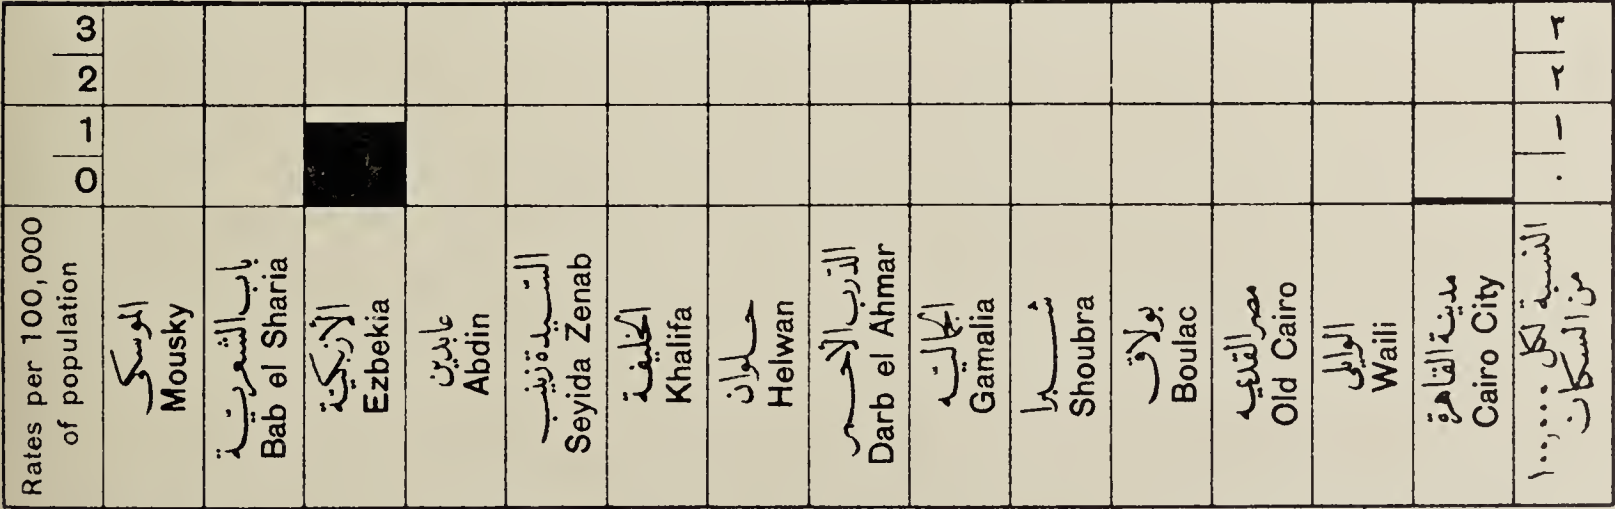 3
2
1
0
Rates per 100,000
of population
الموسكى
Mousky
باب الشعرية
Bab el Sharia
الأزبكية
Ezbekia
عابدين
Abdin
السيدة زينب
Seyida Zenab
الخليفة
Khalifa
حلوان
Helwan
الدرب الأحمر
Darb el Ahmar
الجمالية
Gamalia
شبرا
Shoubra
بولاق
Boulac
مصر القديمه
Old Cairo
الوايلى
Waili
مدينة القاهرة
Cairo City
٣
٢
١
٠
النسبة لكل ١٠٠,٠٠٠
من السكان